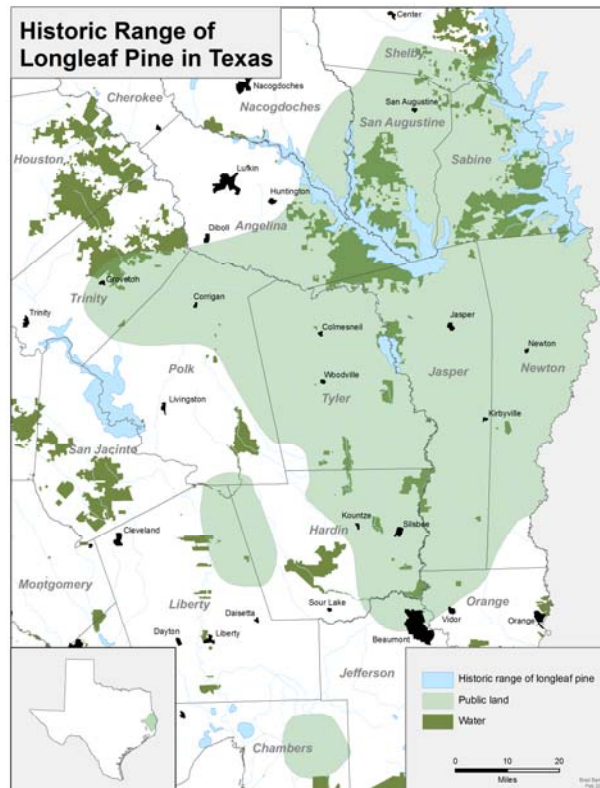 Historic Range of
Longleaf Pine in Texas
Center
Shelby
Nacogdoches
Cherokee
Nacogdoches
San Augustine
San Augustine
Houston
Sabine
Lufkin
Huntington
Diboll
Angelina
Groveton
Trinity
Corrigan
Trinity
Colmesneil
Jasper
Newton
Polk
Woodville
Jasper
Newton
Tyler
Livingston
Kirbyville
San Jacinto
Kountze
Silsbee
Cleveland
Hardin
Montgomery
Liberty
Sour Lake
Orange
Daisetta
Vidor
Orange
Dayton
Liberty
Beaumont
Jefferson
Chambers
Historic range of longleaf pine
Public land
Water
0 10 20
Miles